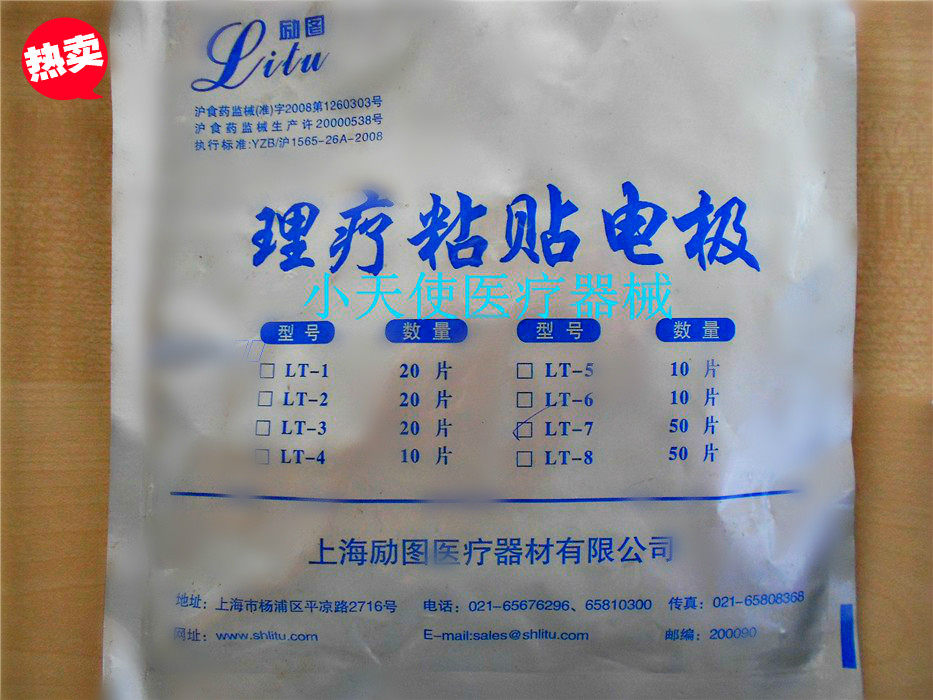 热卖
励图
Litu
沪食药监械(准)字2008第1260303号
沪食药监械生产许20000538号
执行标准:YZB/沪1565-26A-2008
理疗粘贴电极
小天使医疗器械
型号 数量 型号 数量
□ LT-1 20 片 □ LT-5 10 片
□ LT-2 20 片 □ LT-6 10 片
□ LT-3 20 片 □ LT-7 50 片
□ LT-4 10 片 □ LT-8 50 片
上海励图医疗器材有限公司
地址：上海市杨浦区平凉路2716号 电话：021-65676296、65810300 传真：021-65808368
网址：www.shlitu.com E-mail:sales@shlitu.com 邮编：200090